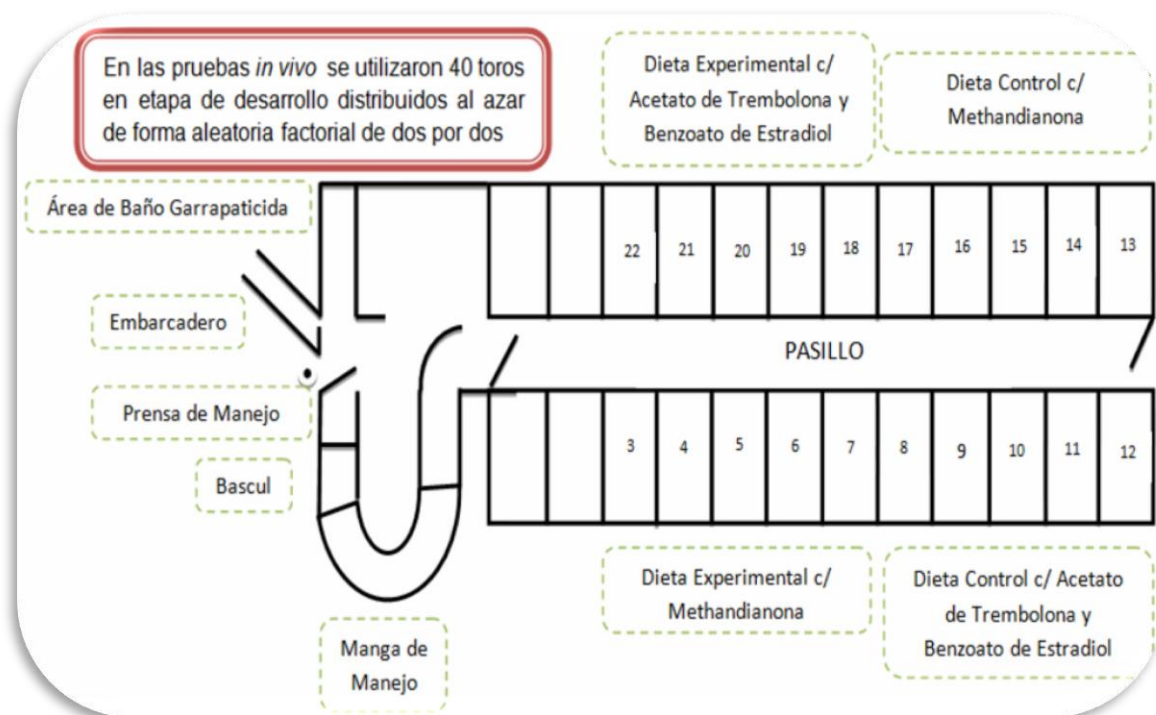 En las pruebas in vivo se utilizaron 40 toros
en etapa de desarrollo distribuidos al azar
de forma aleatoria factorial de dos por dos
Dieta Experimental c/
Acetato de Trembolona y
Benzoato de Estradiol
Dieta Control c/
Methandianona
Área de Baño Garrapaticida
22 21 20 19 18 17 16 15 14 13
Embarcadero
PASILLO
Prensa de Manejo
3 4 5 6 7 8 9 10 11 12
Bascul
Dieta Experimental c/
Methandianona
Dieta Control c/ Acetato
de Trembolona y
Benzoato de Estradiol
Manga de
Manejo